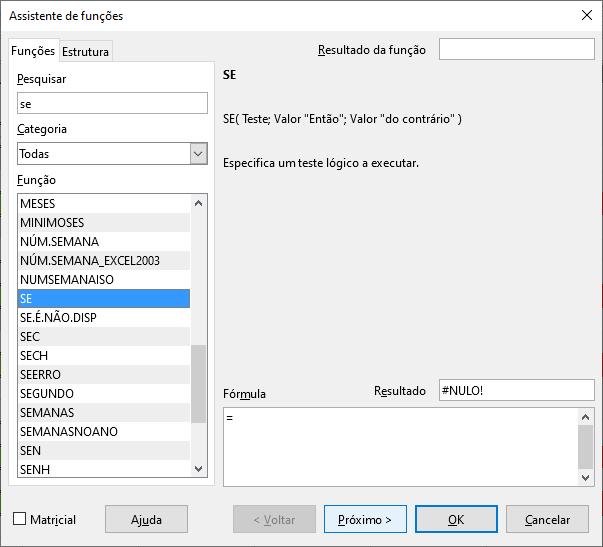 Assistente de funções
Funções
Estrutura
Resultado da função
Pesquisar
se
Categoria
Todas
Função
MESES
MINIMOSES
NÚM.SEMANA
NÚM.SEMANA_EXCEL2003
NUMSEMANAISO
SE
SE.É.NÃO.DISP
SEC
SECH
SEERRO
SEGUNDO
SEMANAS
SEMANASNOANO
SEN
SENH
SE
SE( Teste; Valor "Então"; Valor "do contrário" )
Especifica um teste lógico a executar.
Fórmula
Resultado
#NULO!
=
Matricial
Ajuda
< Voltar
Próximo >
OK
Cancelar